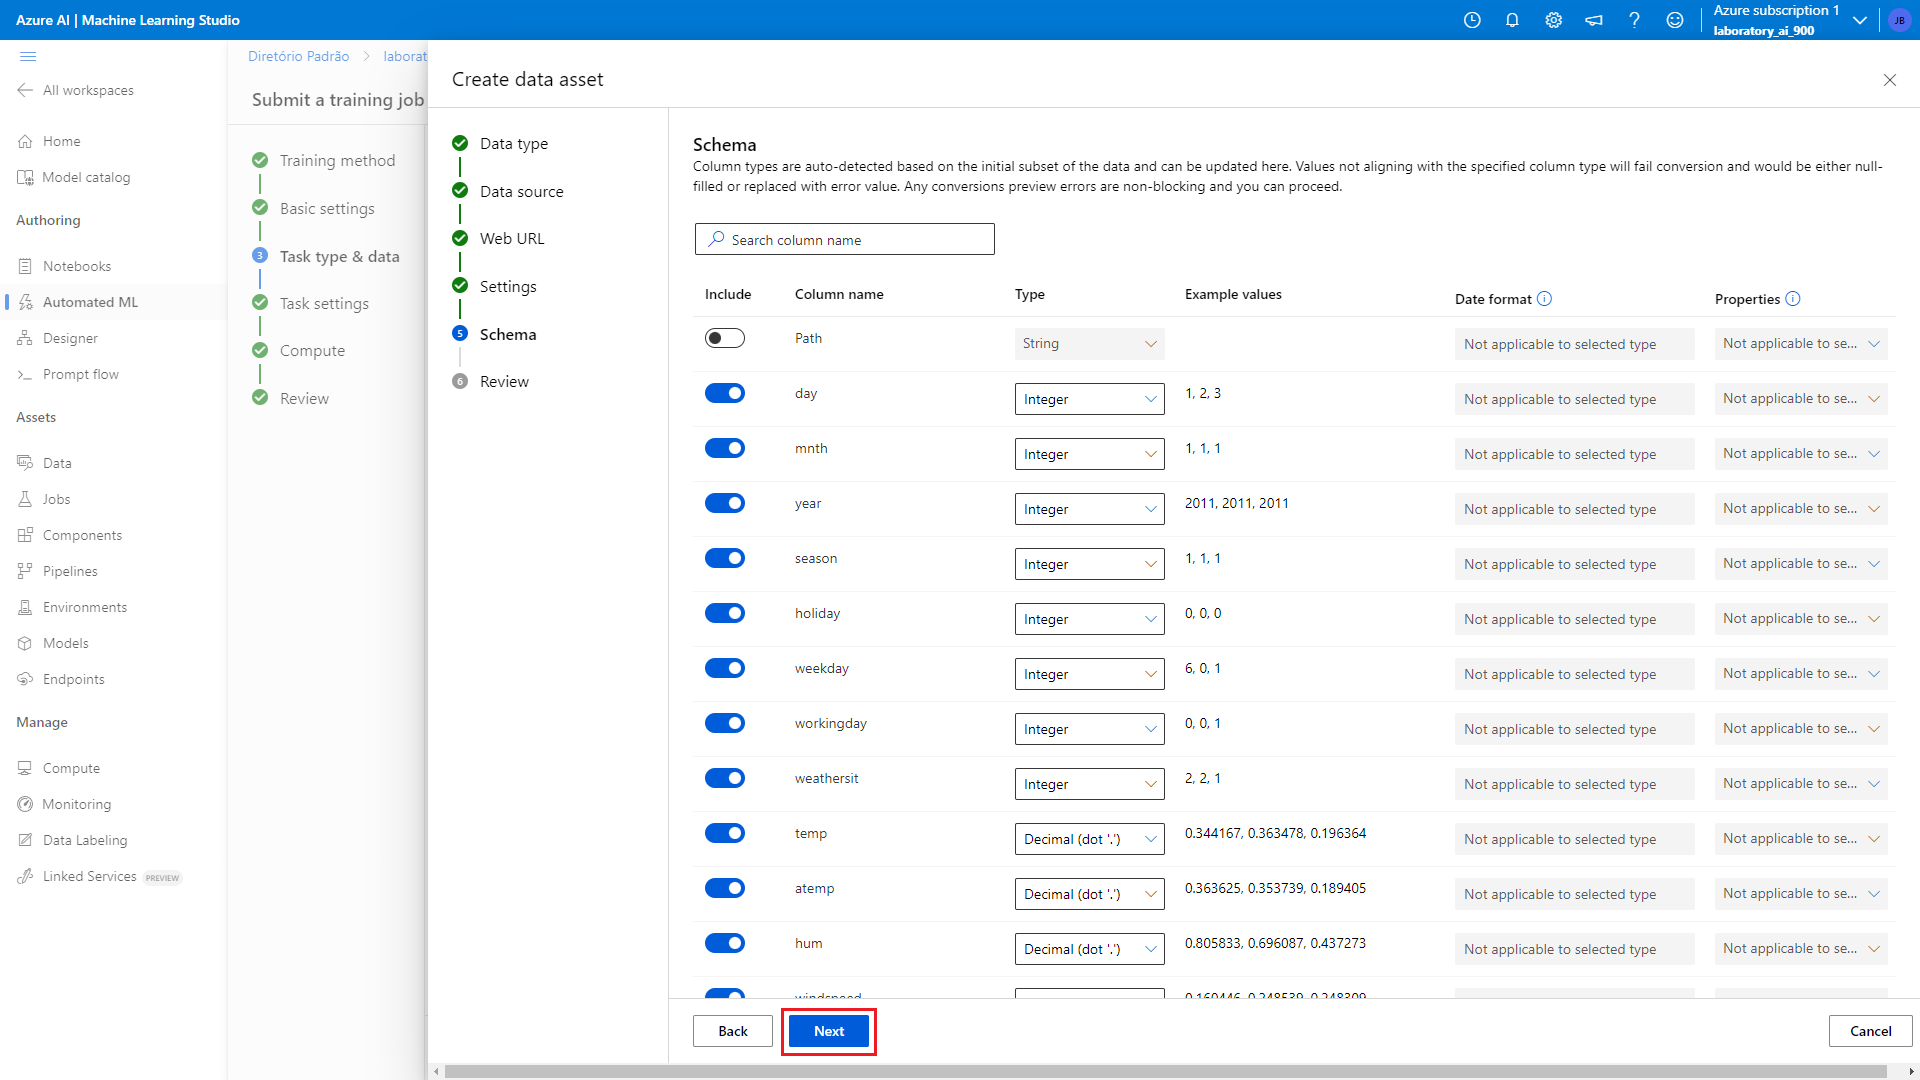 Azure AI | Machine Learning Studio
Azure subscription 1
laboratory_ai_900
JB
All workspaces
Home
Model catalog
Authoring
Notebooks
Automated ML
Designer
Prompt flow
Assets
Data
Jobs
Components
Pipelines
Environments
Models
Endpoints
Manage
Compute
Monitoring
Data Labeling
Linked Services PREVIEW
Diretório Padrão > laborat
Submit a training job
Training method
Basic settings
3 Task type & data
Task settings
Compute
Review
Create data asset
Data type
Data source
Web URL
Settings
5 Schema
6 Review
Schema
Column types are auto-detected based on the initial subset of the data and can be updated here. Values not aligning with the specified column type will fail conversion and would be either null-
filled or replaced with error value. Any conversions preview errors are non-blocking and you can proceed.
Search column name
Include Column name Type Example values Date format Properties
Path String Not applicable to selected type Not applicable to se...
day Integer 1, 2, 3 Not applicable to selected type Not applicable to se...
mnth Integer 1, 1, 1 Not applicable to selected type Not applicable to se...
year Integer 2011, 2011, 2011 Not applicable to selected type Not applicable to se...
season Integer 1, 1, 1 Not applicable to selected type Not applicable to se...
holiday Integer 0, 0, 0 Not applicable to selected type Not applicable to se...
weekday Integer 6, 0, 1 Not applicable to selected type Not applicable to se...
workingday Integer 0, 0, 1 Not applicable to selected type Not applicable to se...
weathersit Integer 2, 2, 1 Not applicable to selected type Not applicable to se...
temp Decimal (dot '.') 0.344167, 0.363478, 0.196364 Not applicable to selected type Not applicable to se...
atemp Decimal (dot '.') 0.363625, 0.353739, 0.189405 Not applicable to selected type Not applicable to se...
hum Decimal (dot '.') 0.805833, 0.696087, 0.437273 Not applicable to selected type Not applicable to se...
windspeed 0.160446, 0.248539, 0.248309
Back Next Cancel